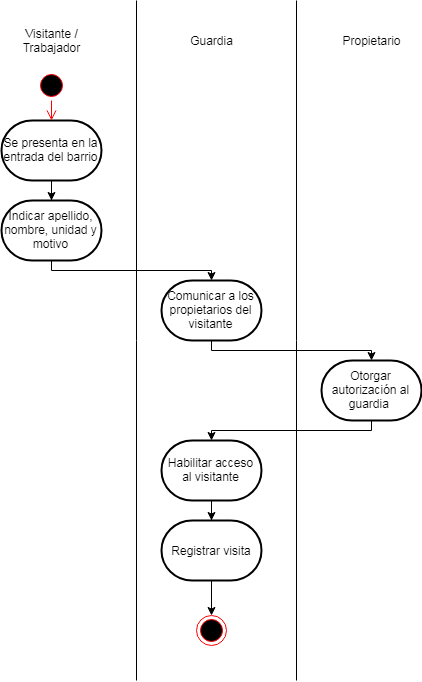 Visitante /
Trabajador
Guardia
Propietario
Se presenta en la
entrada del barrio
Indicar apellido,
nombre, unidad y
motivo
Comunicar a los
propietarios del
visitante
Otorgar
autorización al
guardia
Habilitar acceso
al visitante
Registrar visita